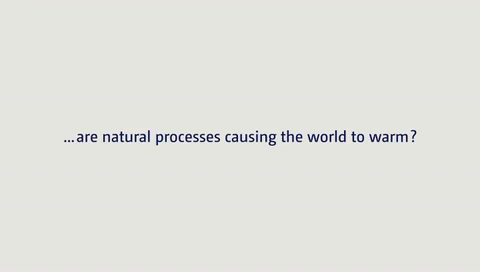 ...are natural processes causing the world to warm?